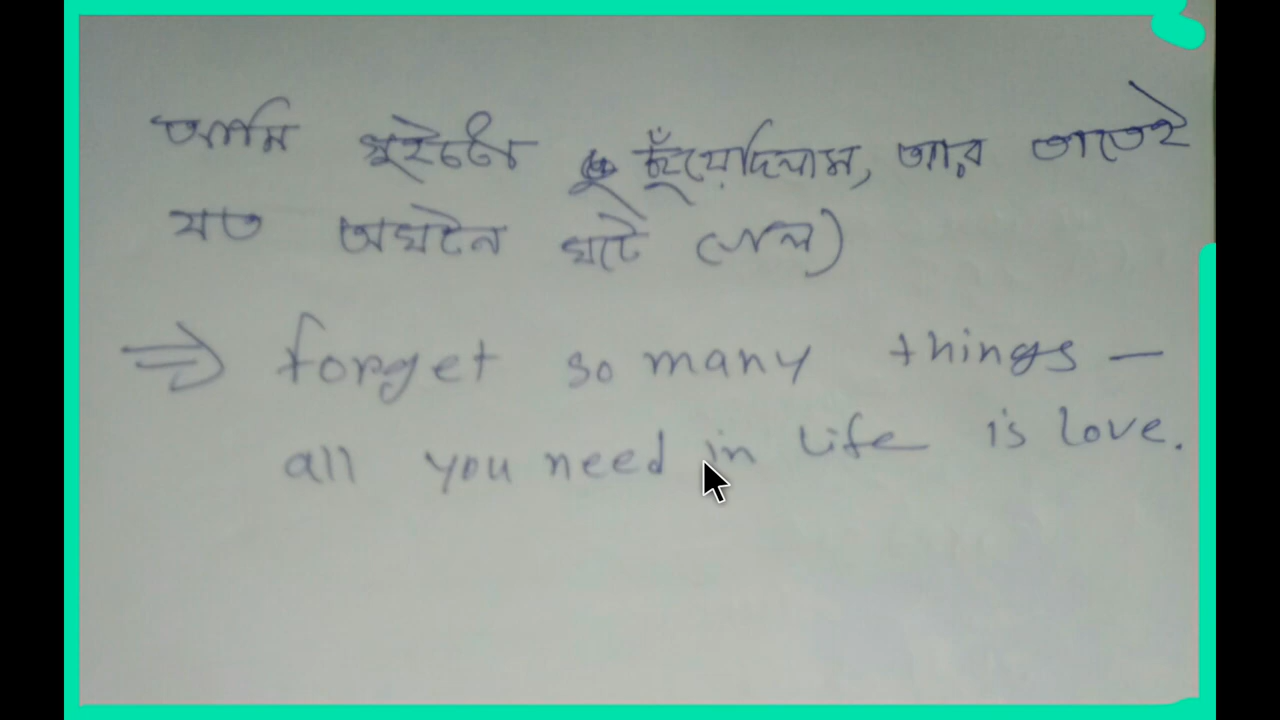 আমি সুইচটা ছুঁয়েদিলাম, আর তাতেই
যত অঘটন ঘটে গেল)
⇒ forget so many things —
all you need in life is love.